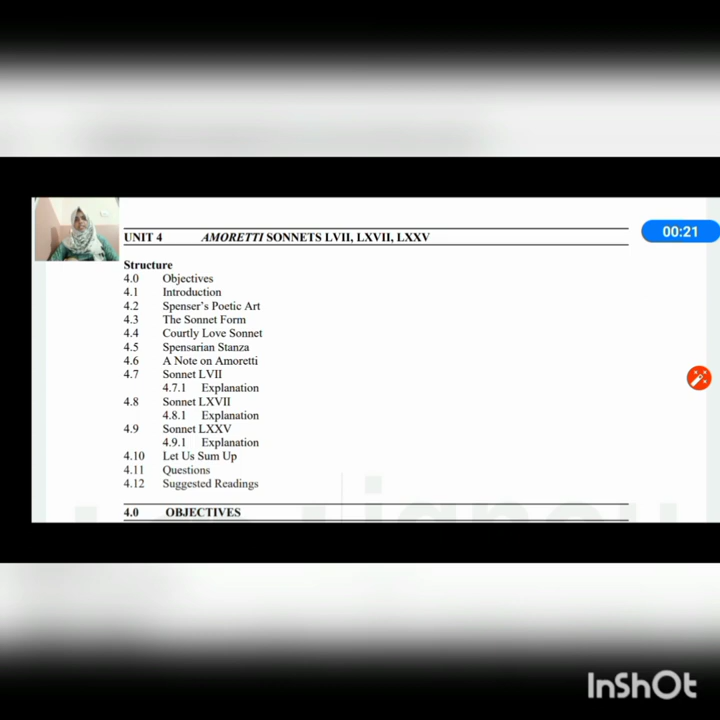 UNIT 4 AMORETTI SONNETS LVII, LXVII, LXXV
00:21
Structure
4.0 Objectives
4.1 Introduction
4.2 Spenser's Poetic Art
4.3 The Sonnet Form
4.4 Courtly Love Sonnet
4.5 Spensarian Stanza
4.6 A Note on Amoretti
4.7 Sonnet LVII
4.7.1 Explanation
4.8 Sonnet LXVII
4.8.1 Explanation
4.9 Sonnet LXXV
4.9.1 Explanation
4.10 Let Us Sum Up
4.11 Questions
4.12 Suggested Readings
4.0 OBJECTIVES
InShOt